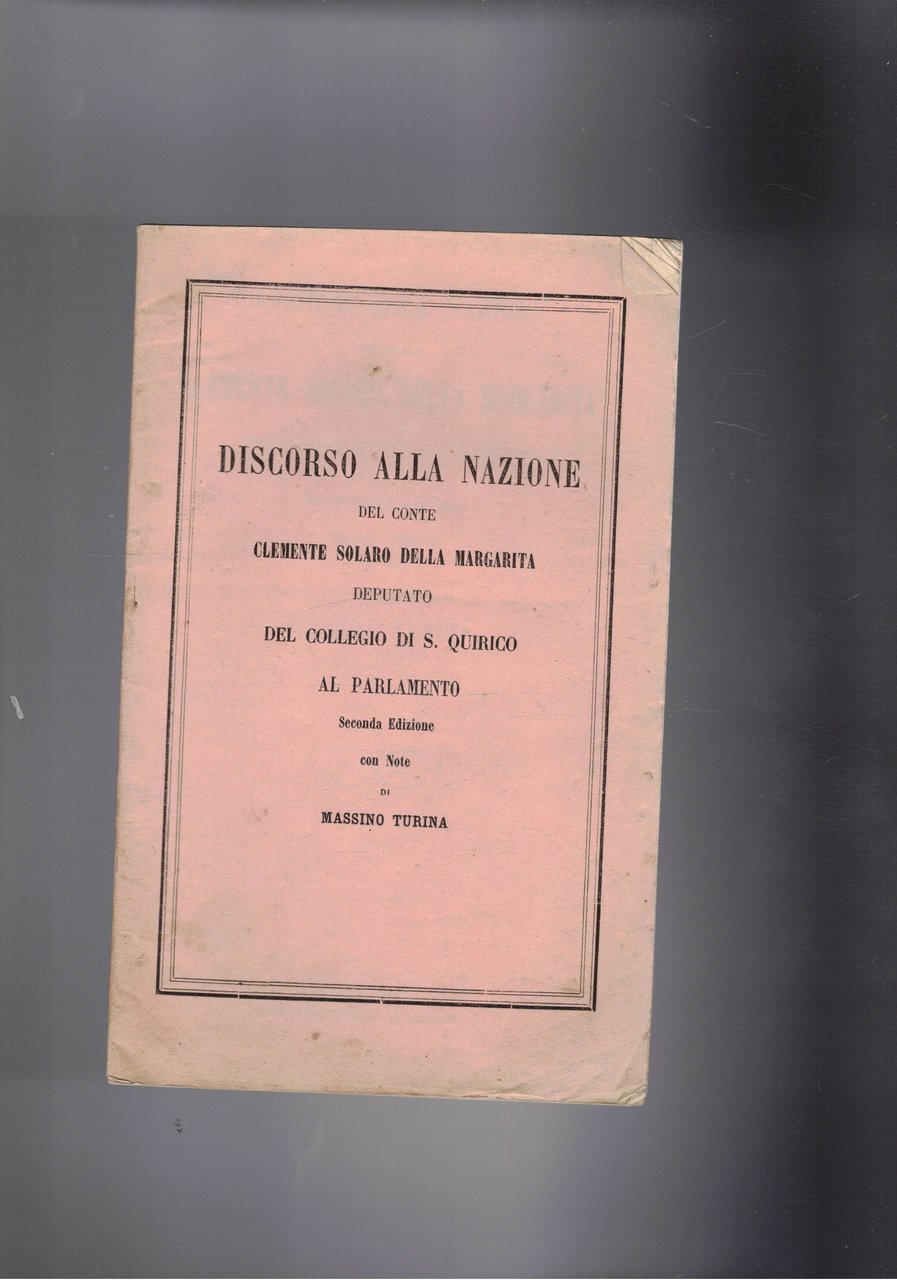 DISCORSO ALLA NAZIONE
DEL CONTE
CLEMENTE SOLARO DELLA MARGARITA
DEPUTATO
DEL COLLEGIO DI S. QUIRICO
AL PARLAMENTO
Seconda Edizione
con Note
DI
MASSINO TURINA